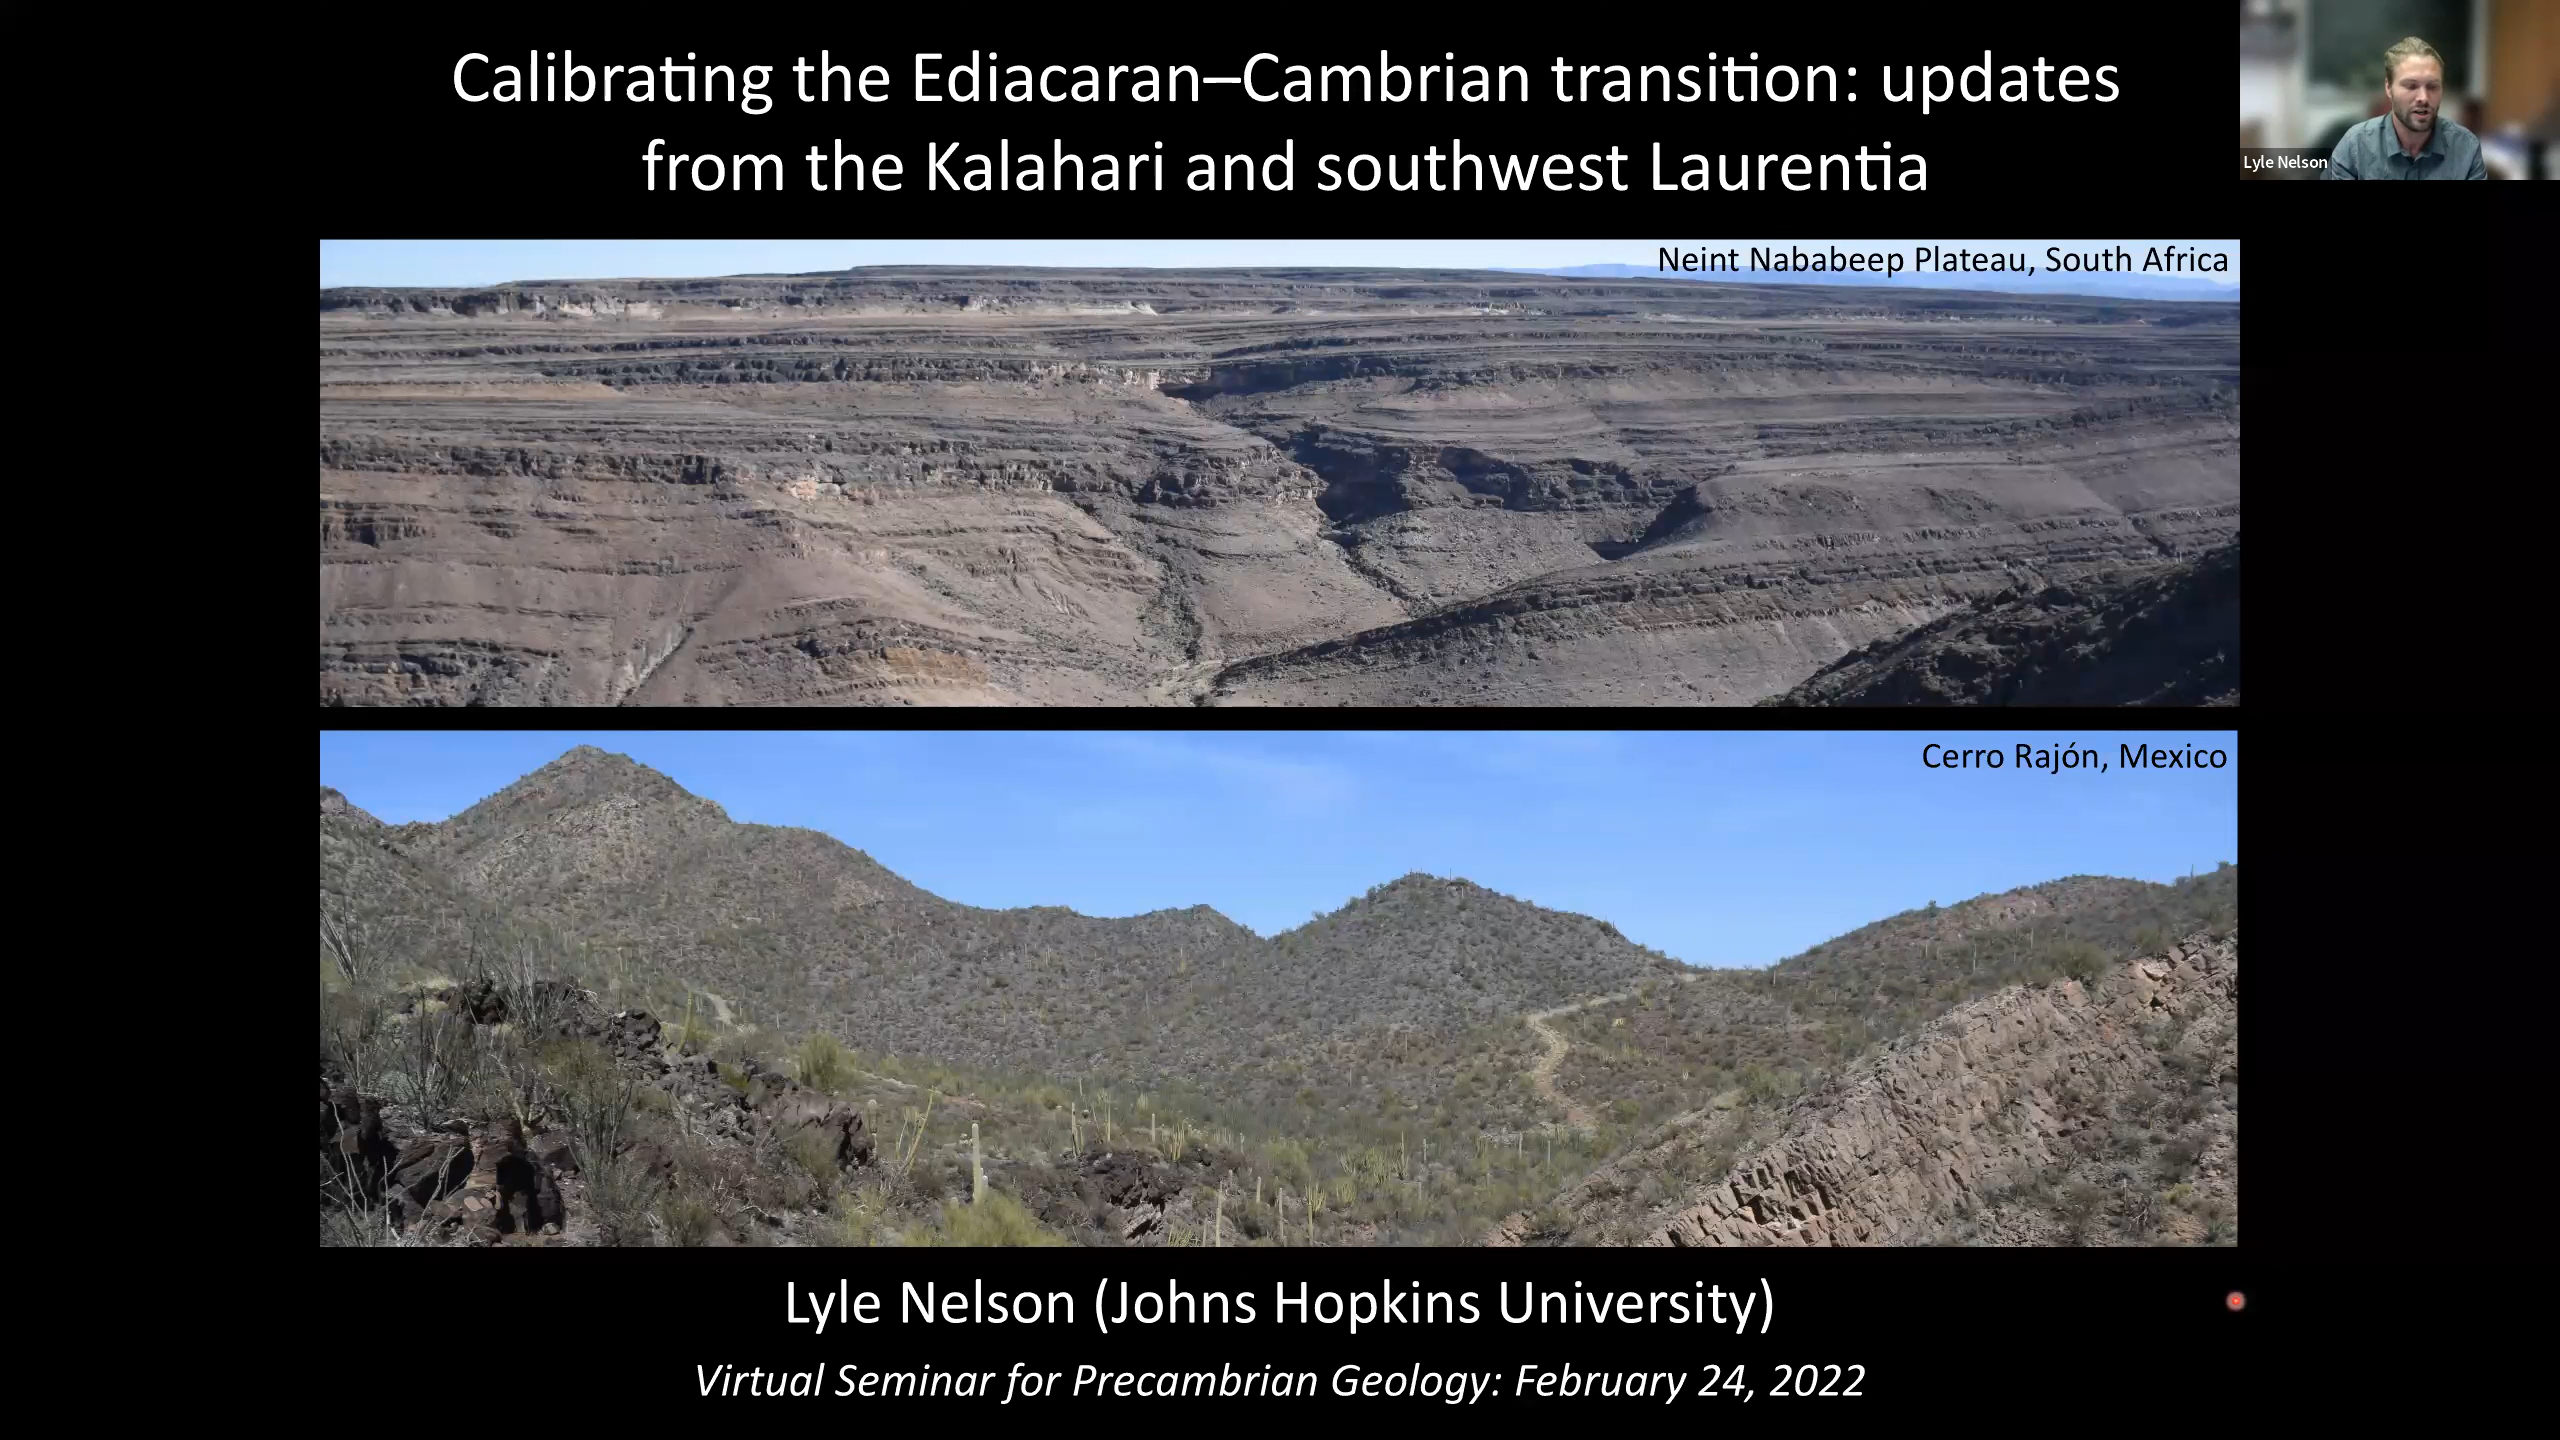 Calibrating the Ediacaran–Cambrian transition: updates
from the Kalahari and southwest Laurentia
Lyle Nelson
Neint Nababeep Plateau, South Africa
Cerro Rajón, Mexico
Lyle Nelson (Johns Hopkins University)
Virtual Seminar for Precambrian Geology: February 24, 2022